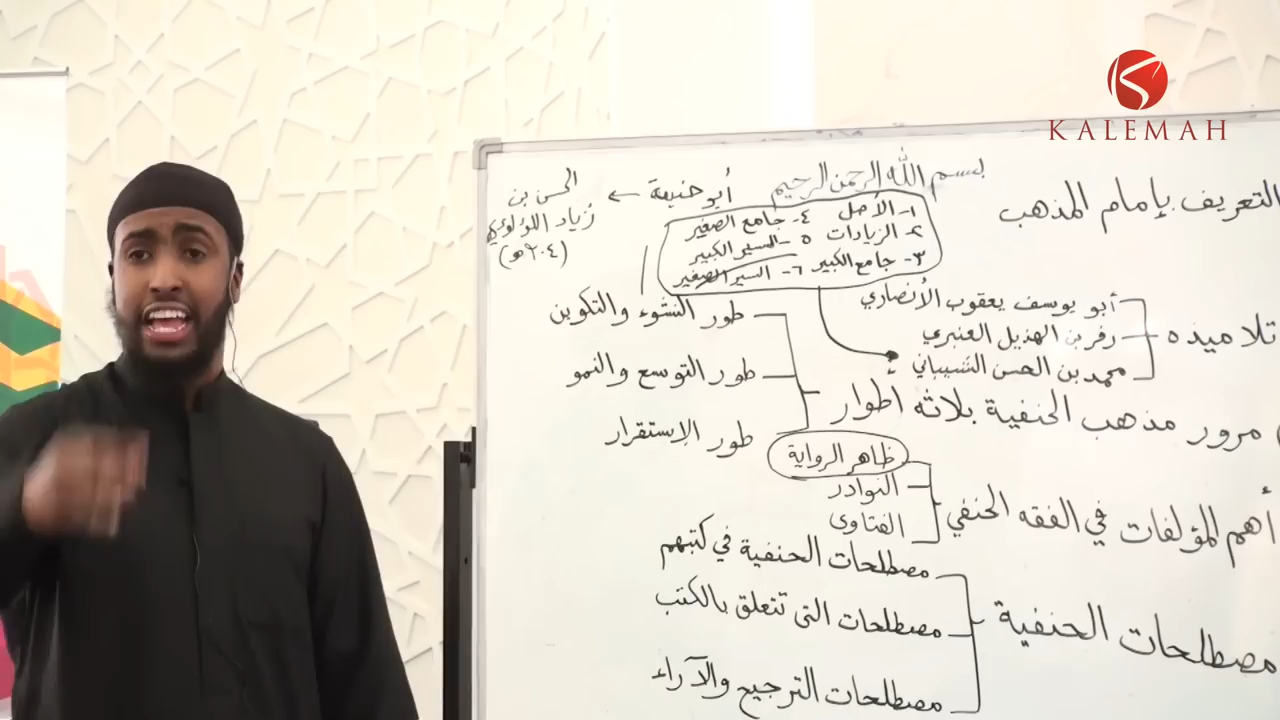 KALEMAH
بسم الله الرحمن الرحيم
التعريف بإمام المذهب
أبو حنيفة ← الحسن بن
زياد اللؤلؤي
(٢٠٤هـ)
١- الأصل ٤- جامع الصغير
٢- الزيادات ٥- السير الكبير
٣- جامع الكبير ٦- السير الصغير
تلاميذه
أبو يوسف يعقوب الأنصاري
زفر بن الهذيل العنبري
محمد بن الحسن الشيباني
مرور مذهب الحنفية بثلاثة أطوار
طور النشوء والتكوين
طور التوسع والنمو
طور الإستقرار
أهم المؤلفات في الفقه الحنفي
ظاهر الرواية
النوادر
الفتاوى
مصطلحات الحنفية
مصطلحات الحنفية في كتبهم
مصطلحات التي تتعلق بالكتب
مصطلحات الترجيح والآراء